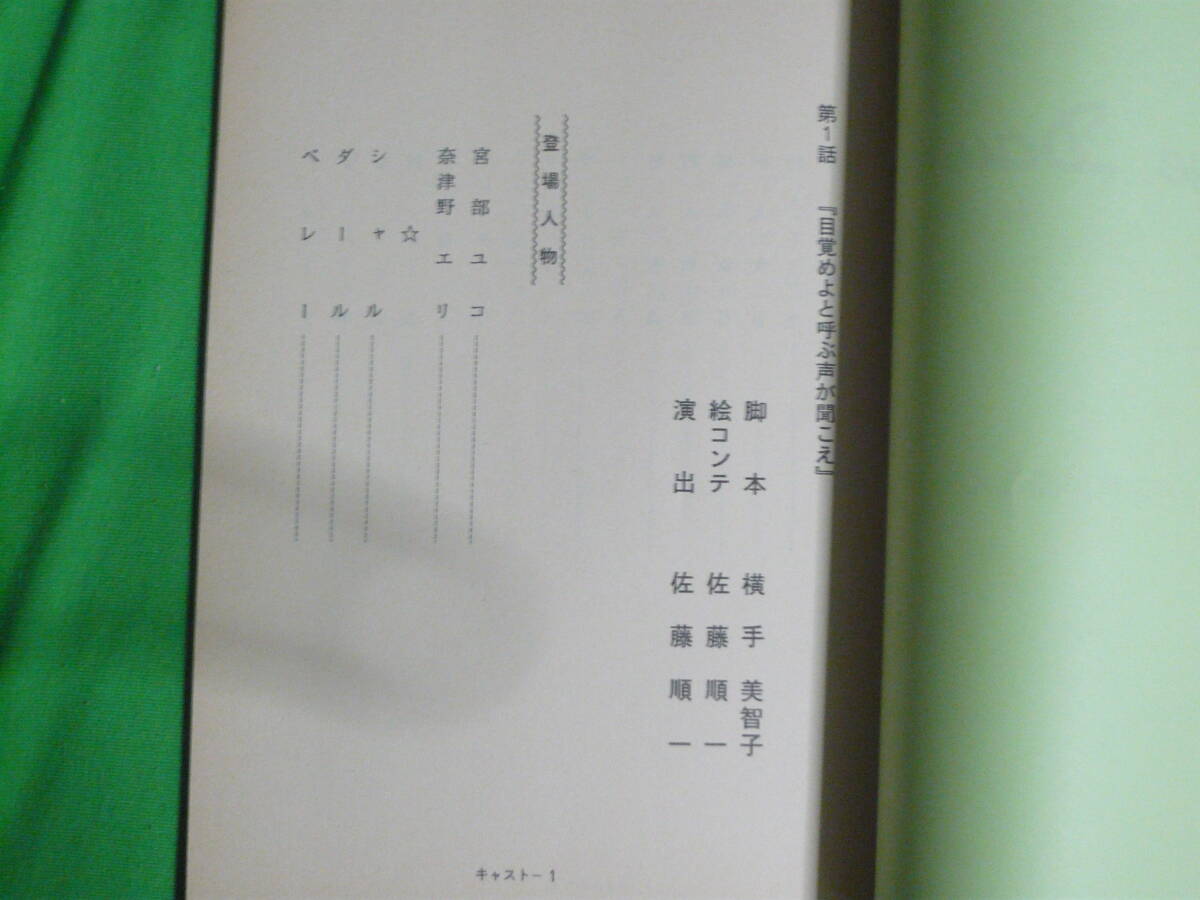 第1話 『目覚めよと呼ぶ声が聞こえ』
脚本 横手美智子
絵コンテ 佐藤順一
演出 佐藤順一
登場人物
宮部ユコ
奈津野エリ
☆
シャル
ダール
ベレー
キャスト－1